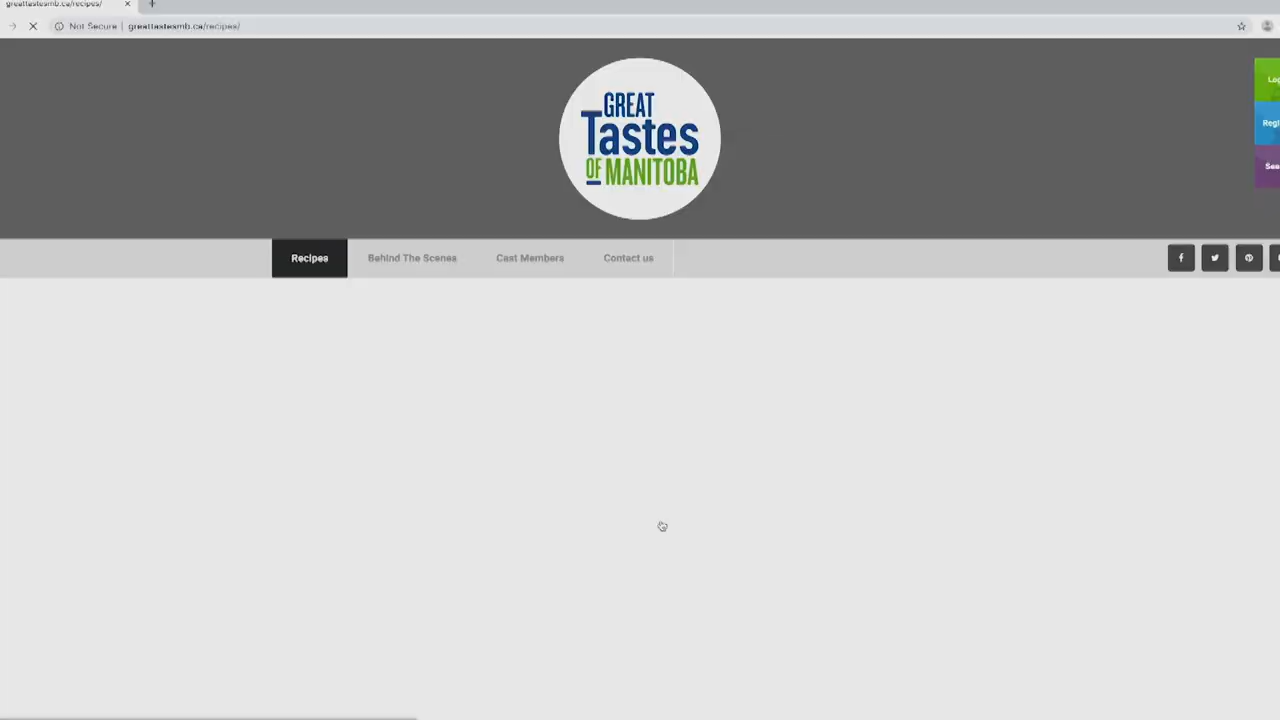 greattastesmb.ca/recipes/
Not Secure | greattastesmb.ca/recipes/
GREAT
Tastes
OF MANITOBA
Recipes
Behind The Scenes
Cast Members
Contact us